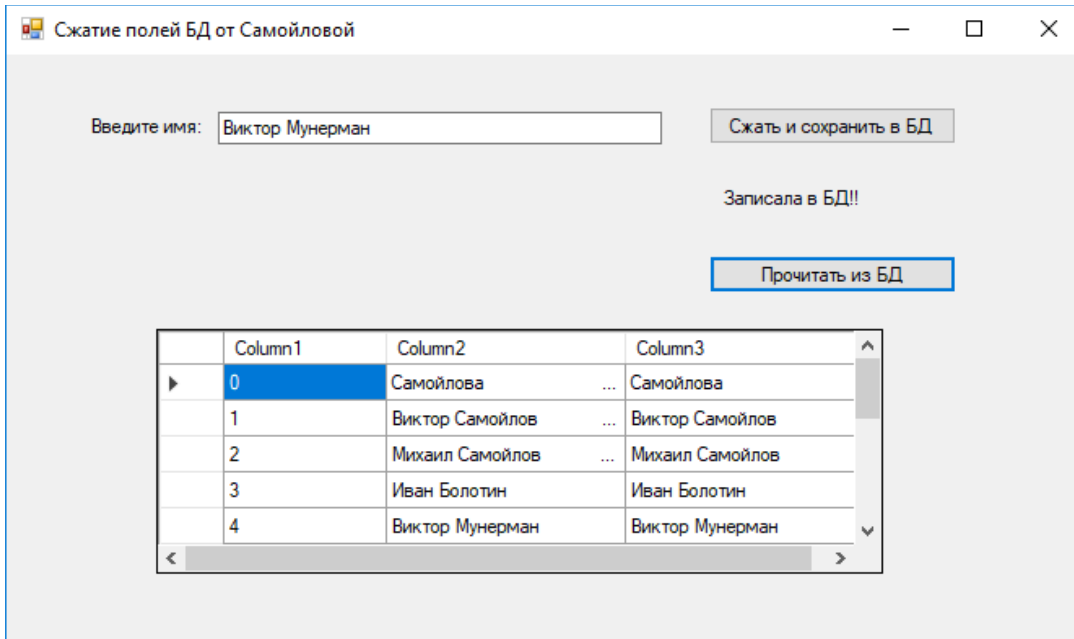 Сжатие полей БД от Самойловой
Введите имя: Виктор Мунерман Сжать и сохранить в БД
Записала в БД!!
Прочитать из БД
Column1 Column2 Column3
0 Самойлова ... Самойлова
1 Виктор Самойлов ... Виктор Самойлов
2 Михаил Самойлов ... Михаил Самойлов
3 Иван Болотин Иван Болотин
4 Виктор Мунерман Виктор Мунерман